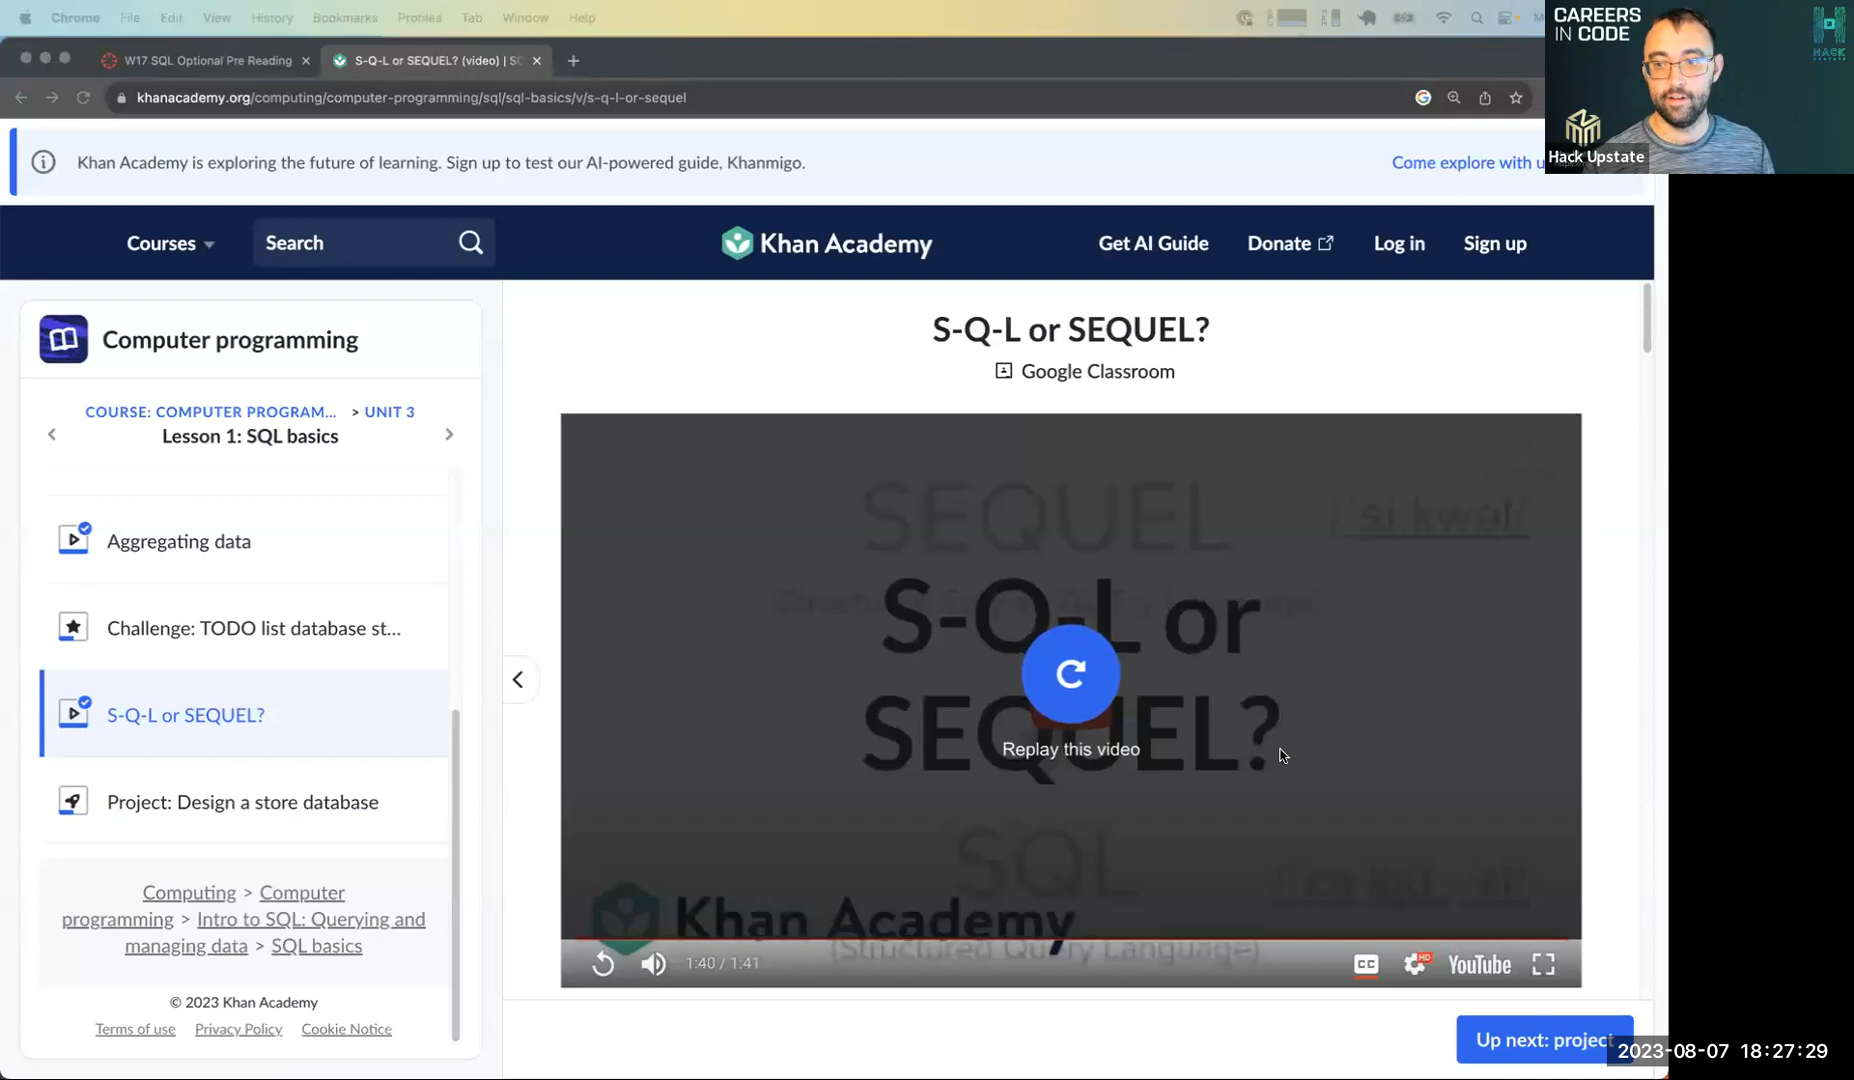 Chrome File Edit View History Bookmarks Profiles Tab Window Help
W17 SQL Optional Pre Reading
S-Q-L or SEQUEL? (video) | SQ
khanacademy.org/computing/computer-programming/sql/sql-basics/v/s-q-l-or-sequel
CAREERS
IN CODE
HACK
UPSTATE
Hack Upstate
Khan Academy is exploring the future of learning. Sign up to test our AI-powered guide, Khanmigo.
Come explore with u
Courses
Search
Khan Academy
Get AI Guide
Donate
Log in
Sign up
Computer programming
COURSE: COMPUTER PROGRAM... > UNIT 3
Lesson 1: SQL basics
Aggregating data
Challenge: TODO list database st...
S-Q-L or SEQUEL?
Project: Design a store database
Computing > Computer
programming > Intro to SQL: Querying and
managing data > SQL basics
© 2023 Khan Academy
Terms of use Privacy Policy Cookie Notice
S-Q-L or SEQUEL?
Google Classroom
SEQUEL
S-Q-L or
SEQUEL?
Replay this video
SQL
Khan Academy
(Structured Query Language)
1:40 / 1:41
CC
HD
YouTube
Up next: project
2023-08-07 18:27:29